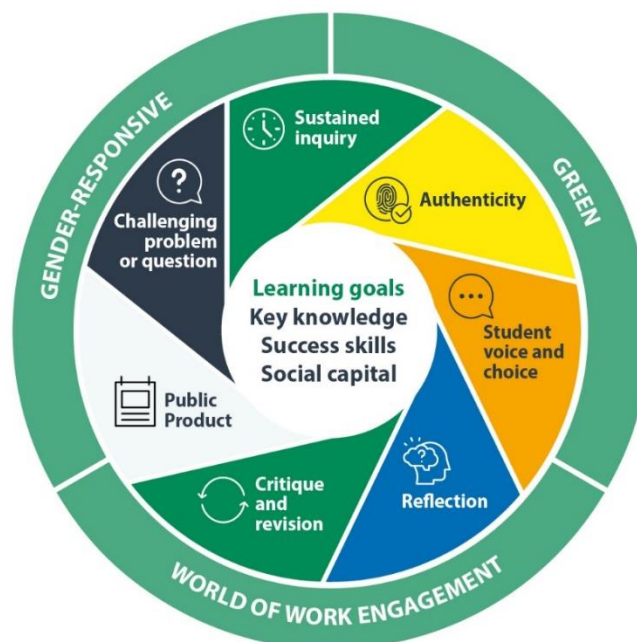 GENDER-RESPONSIVE
GREEN
WORLD OF WORK ENGAGEMENT
Sustained
inquiry
Authenticity
Student
voice and
choice
Reflection
Critique
and
revision
Public
Product
Challenging
problem
or question
Learning goals
Key knowledge
Success skills
Social capital